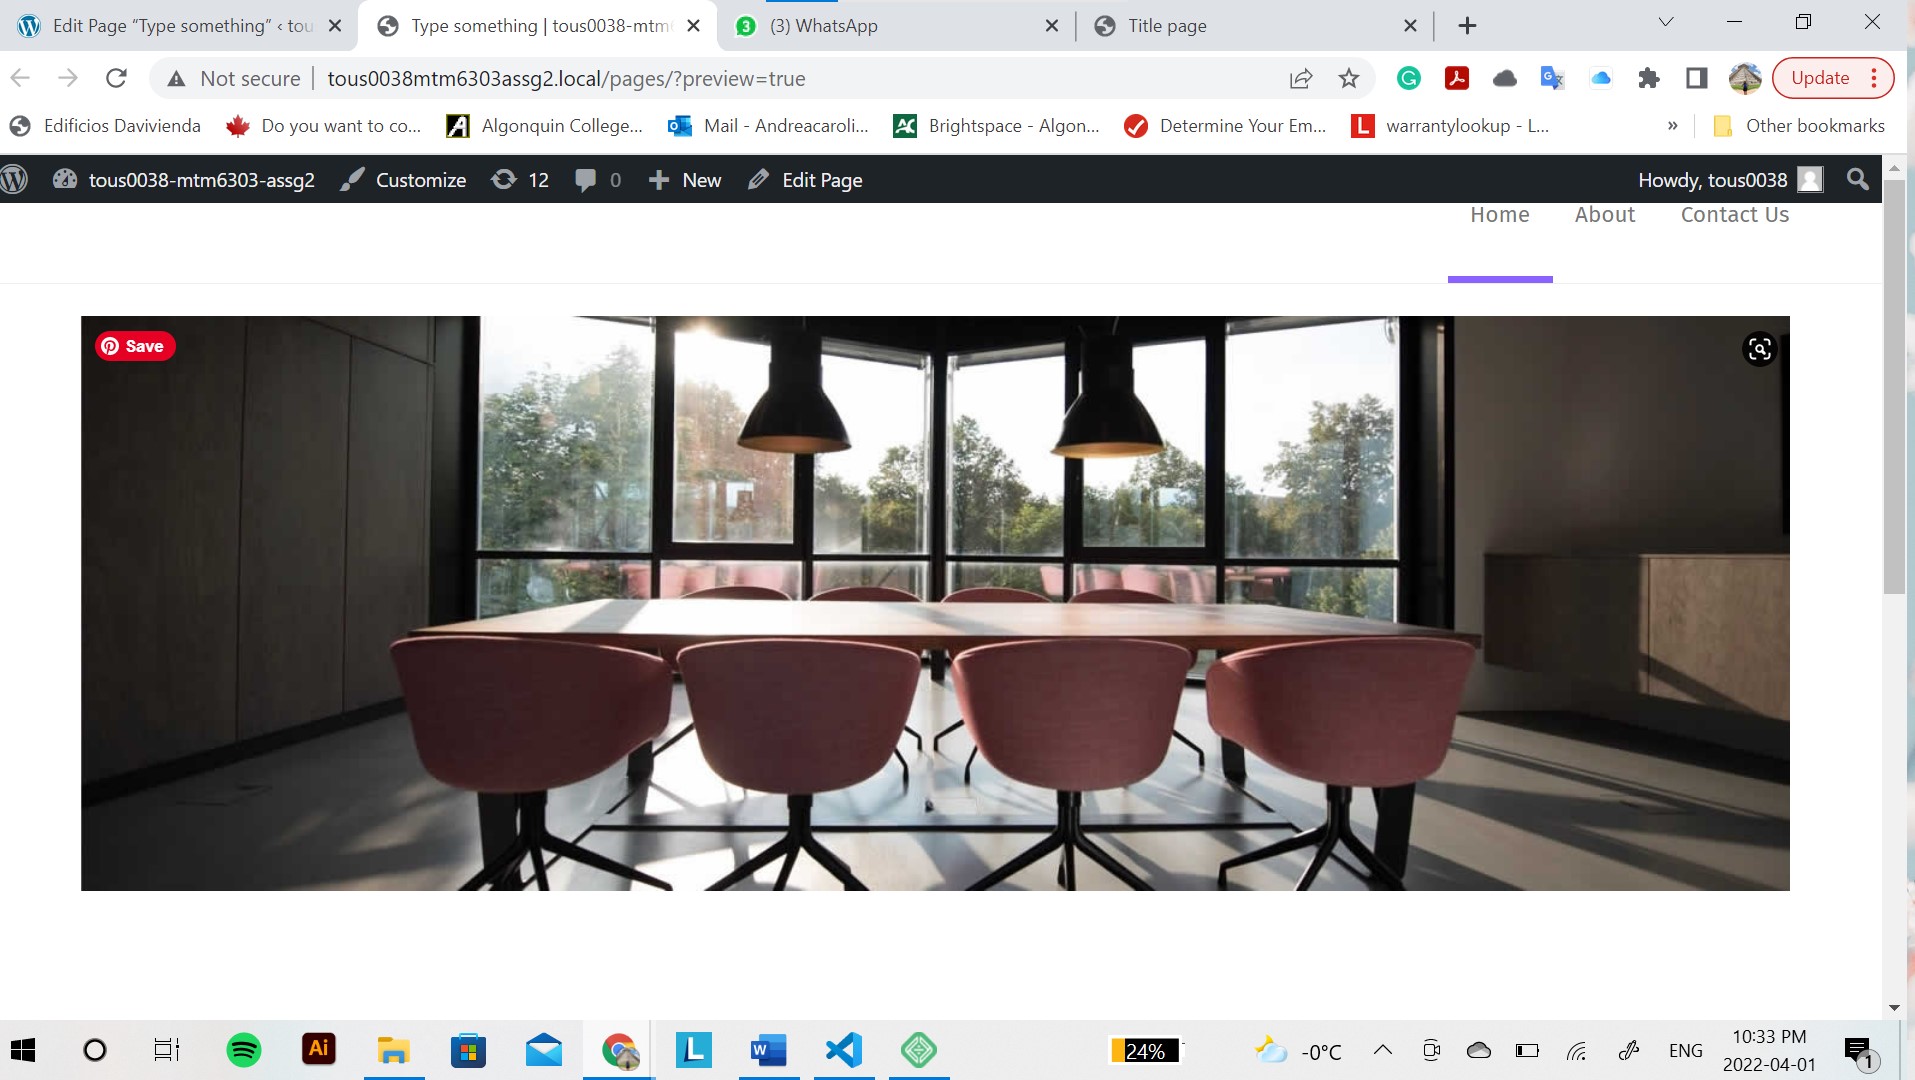 Edit Page “Type something” ‹ tou
Type something | tous0038-mtm6
3 (3) WhatsApp
Title page
Not secure tous0038mtm6303assg2.local/pages/?preview=true
Update
Edificios Davivienda
Do you want to co...
Algonquin College...
Mail - Andreacaroli...
Brightspace - Algon...
Determine Your Em...
L warrantylookup - L...
» Other bookmarks
tous0038-mtm6303-assg2 Customize 12 0 New Edit Page Howdy, tous0038
Home About Contact Us
Save
Ai
L
W
24%
-0°C
ENG
10:33 PM
2022-04-01
1